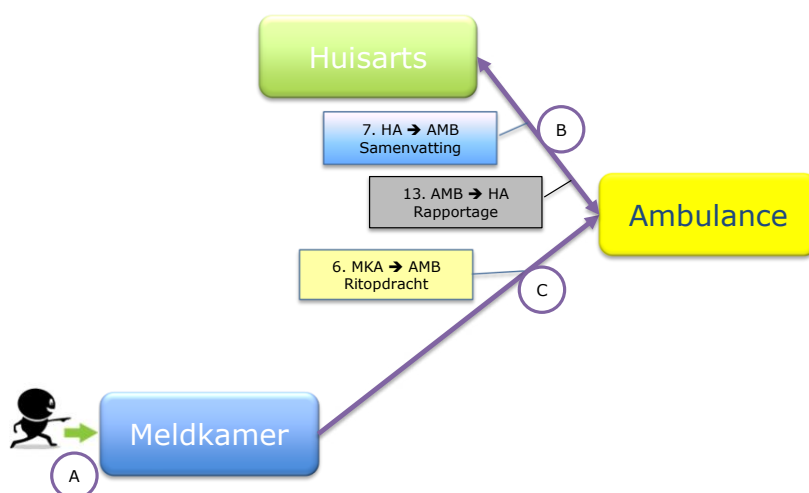 Huisarts
7. HA ➔ AMB
Samenvatting
B
13. AMB ➔ HA
Rapportage
Ambulance
6. MKA ➔ AMB
Ritopdracht
C
Meldkamer
A